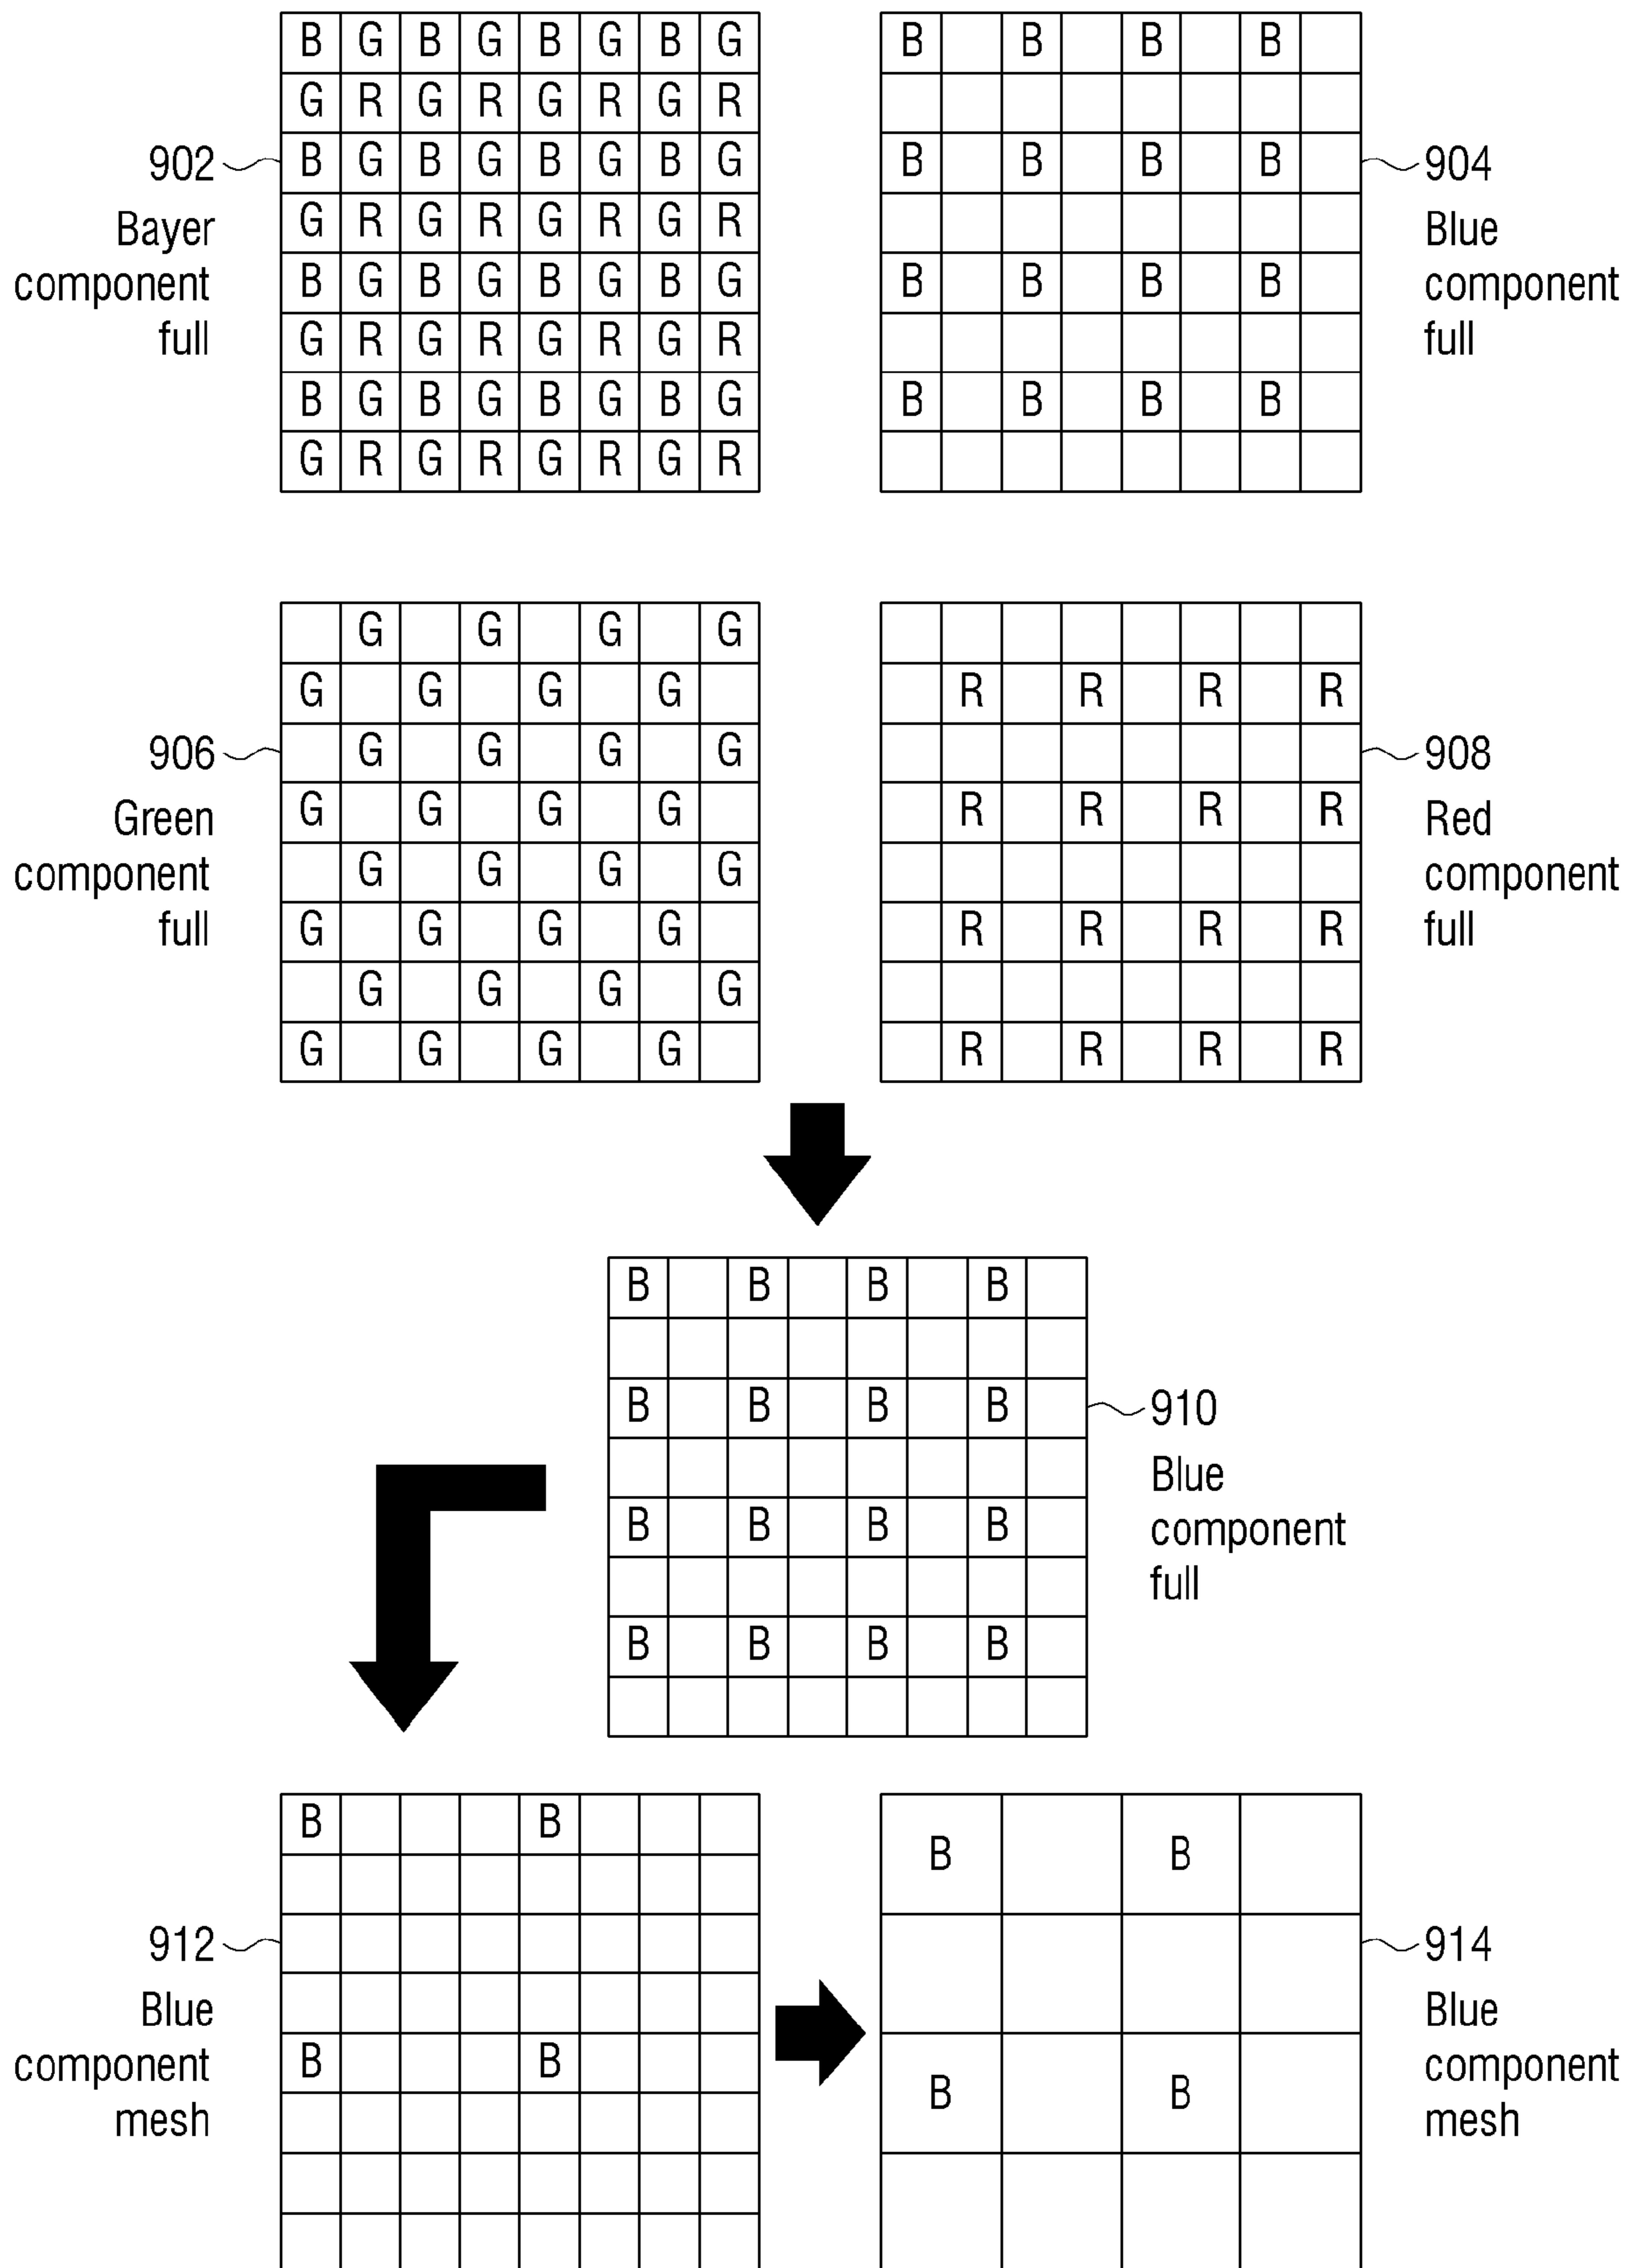 B G B G B G B G
G R G R G R G R
B G B G B G B G
G R G R G R G R
B G B G B G B G
G R G R G R G R
B G B G B G B G
G R G R G R G R
902
Bayer
component
full
B B B B
B B B B
B B B B
B B B B
904
Blue
component
full
G G G G
G G G G
G G G G
G G G G
G G G G
G G G G
G G G G
G G G G
906
Green
component
full
R R R R
R R R R
R R R R
R R R R
908
Red
component
full
B B B B
B B B B
B B B B
B B B B
910
Blue
component
full
B B
B B
912
Blue
component
mesh
B B
B B
914
Blue
component
mesh